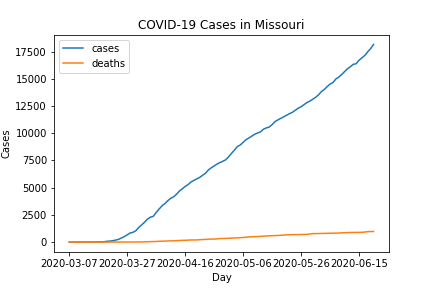 COVID-19 Cases in Missouri
cases
deaths
17500
15000
12500
10000
7500
5000
2500
0
Cases
2020-03-07 2020-03-27 2020-04-16 2020-05-06 2020-05-26 2020-06-15
Day